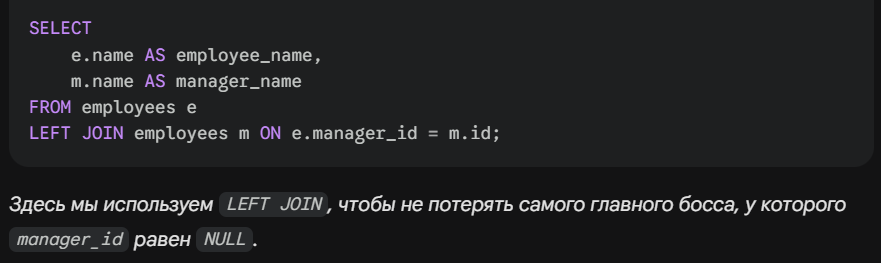 SELECT
    e.name AS employee_name,
    m.name AS manager_name
FROM employees e
LEFT JOIN employees m ON e.manager_id = m.id;
Здесь мы используем LEFT JOIN, чтобы не потерять самого главного босса, у которого
manager_id равен NULL.